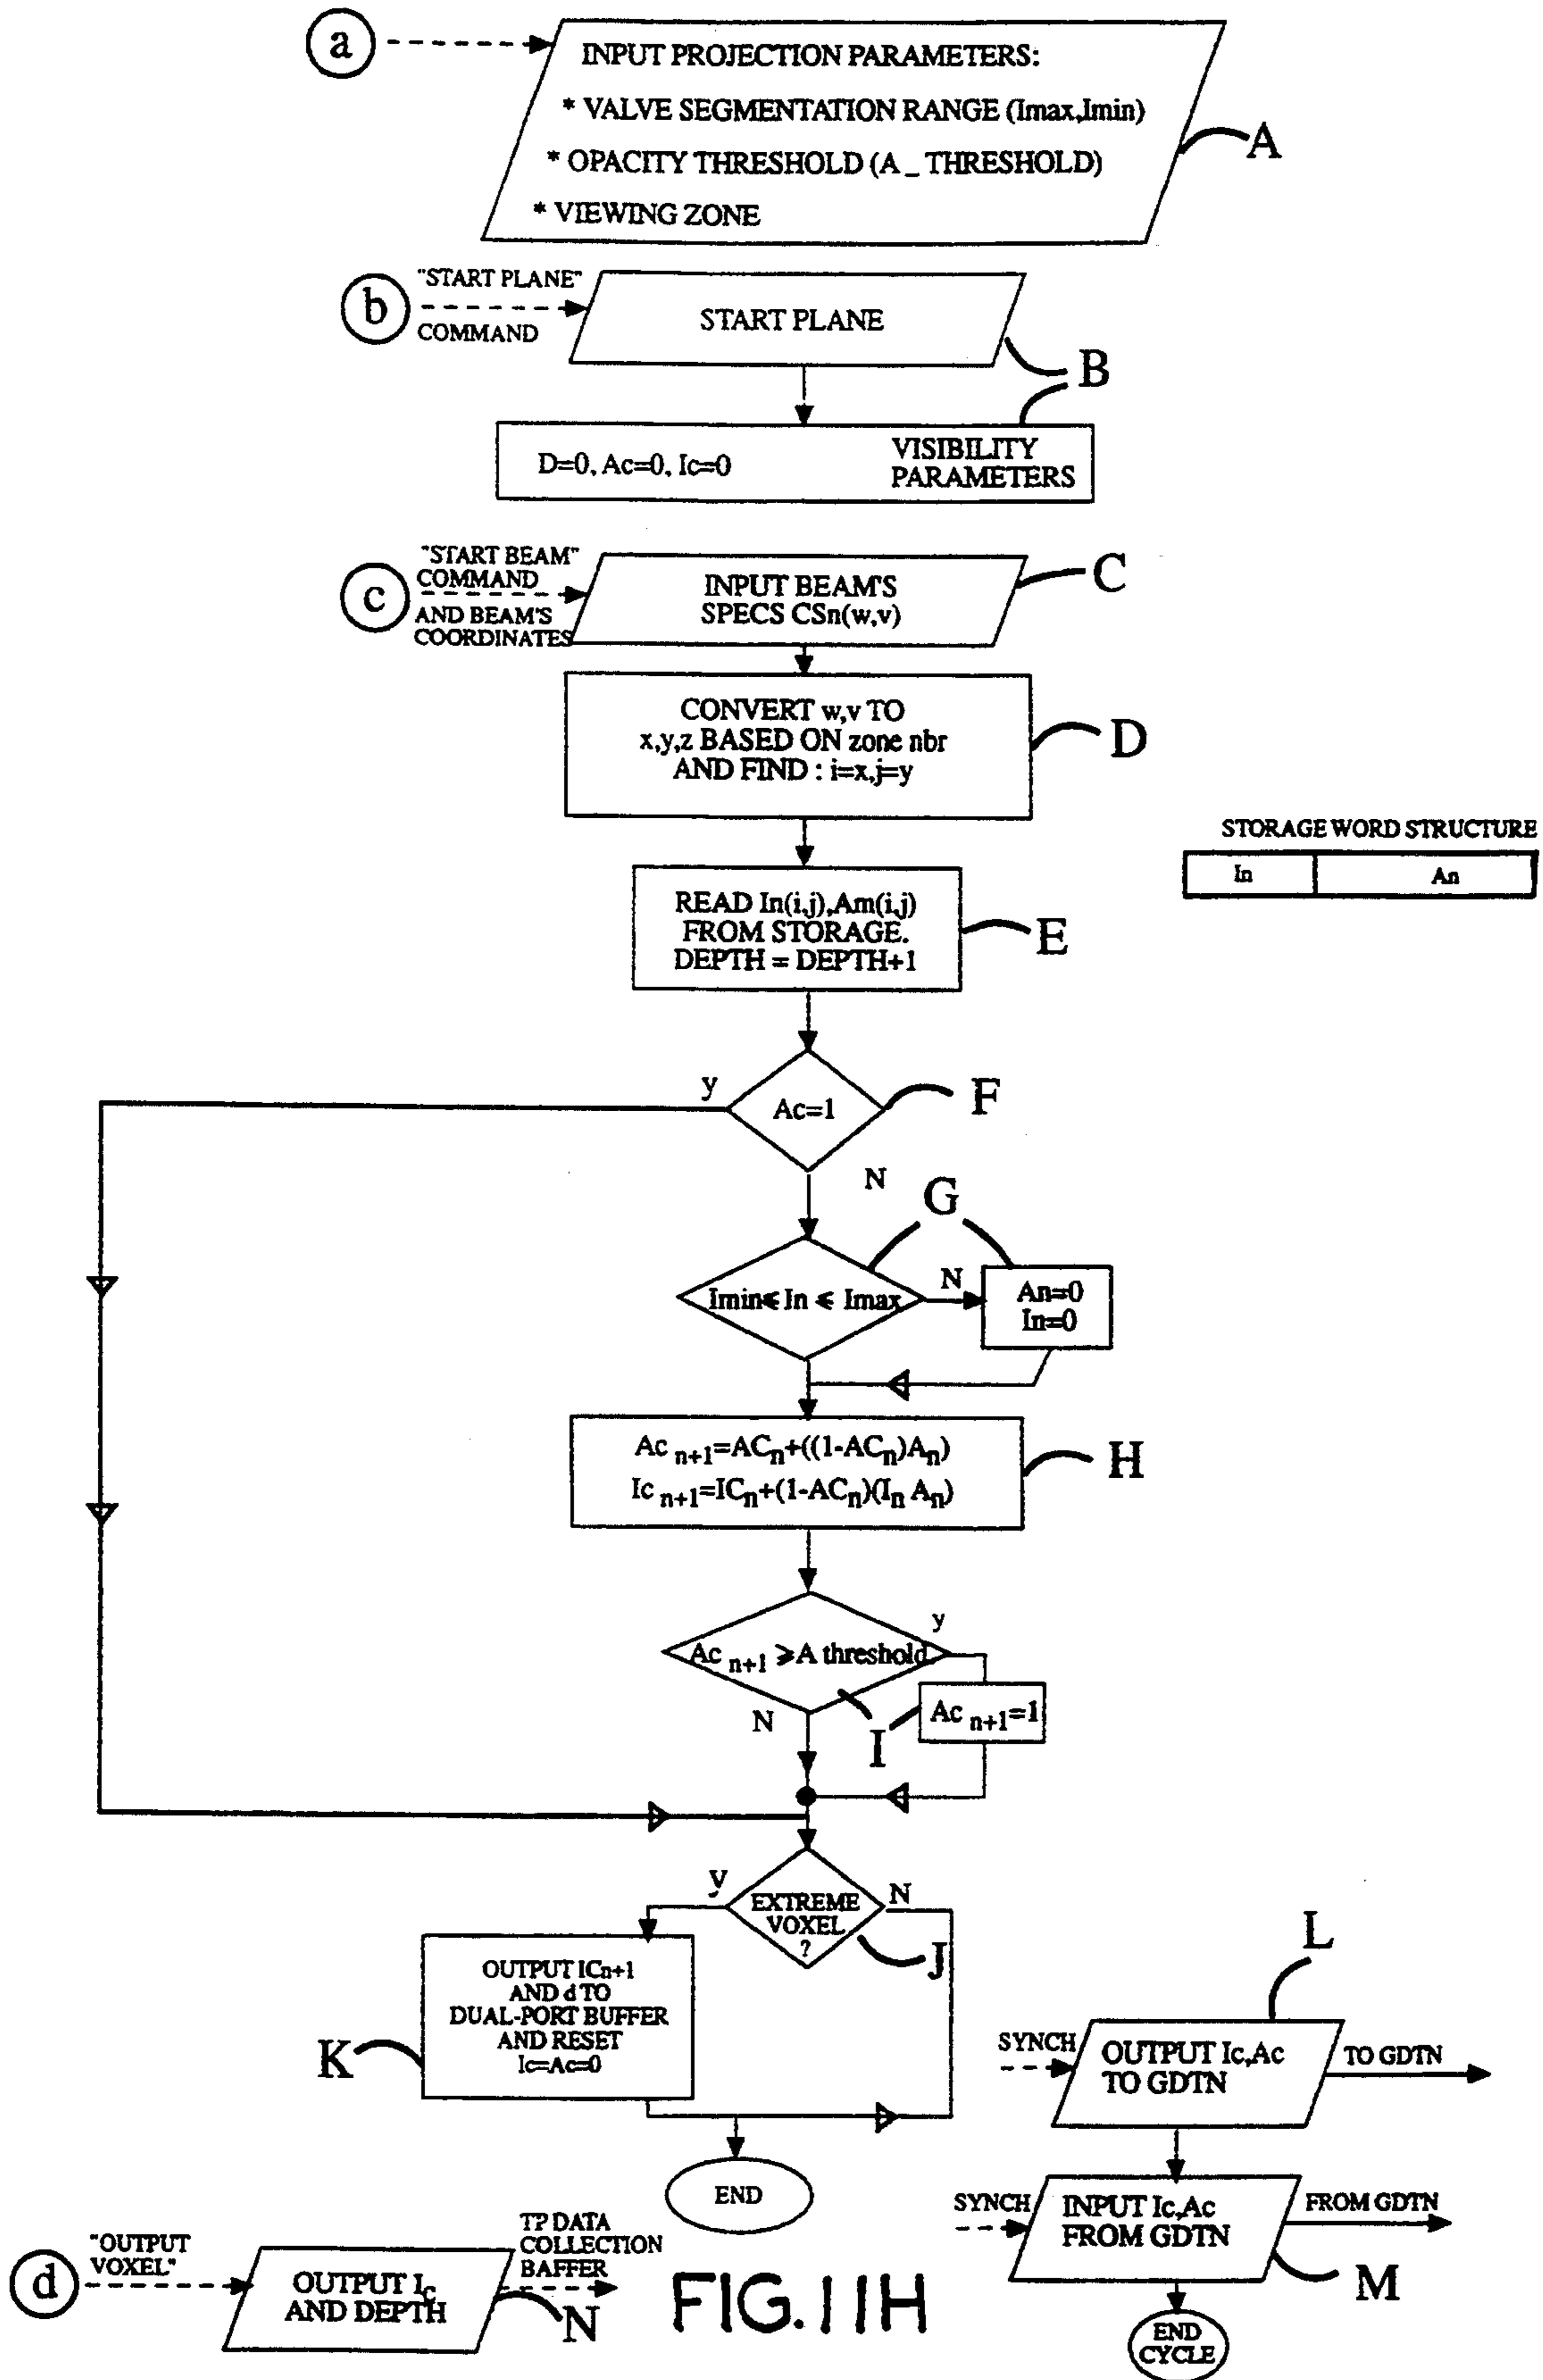 a
INPUT PROJECTION PARAMETERS:
* VALVE SEGMENTATION RANGE (Imax,Imin)
* OPACITY THRESHOLD (A _ THRESHOLD)
* VIEWING ZONE
A
b
"START PLANE"
COMMAND
START PLANE
B
D=0, Ac=0, Ic=0
VISIBILITY
PARAMETERS
c
"START BEAM"
COMMAND
AND BEAM'S
COORDINATES
INPUT BEAM'S
SPECS CSn(w,v)
C
CONVERT w,v TO
x,y,z BASED ON zone nbr
AND FIND : i=x,j=y
D
STORAGE WORD STRUCTURE
In
An
READ In(i,j),Am(i,j)
FROM STORAGE.
DEPTH = DEPTH+1
E
y
Ac=1
F
N
G
Imin≤ In ≤ Imax
N
An=0
In=0
Ac n+1=ACn+((1-ACn)An)
Ic n+1=ICn+(1-ACn)(In An)
H
y
Ac n+1 ≥A threshold
N
I
Ac n+1=1
y
EXTREME
VOXEL
?
N
J
OUTPUT ICn+1
AND d TO
DUAL-PORT BUFFER
AND RESET
Ic=Ac=0
K
END
L
SYNCH
OUTPUT Ic,Ac
TO GDTN
TO GDTN
SYNCH
INPUT Ic,Ac
FROM GDTN
FROM GDTN
M
END
CYCLE
d
"OUTPUT
VOXEL"
OUTPUT Ic
AND DEPTH
TP DATA
COLLECTION
BAFFER
N
FIG.11H